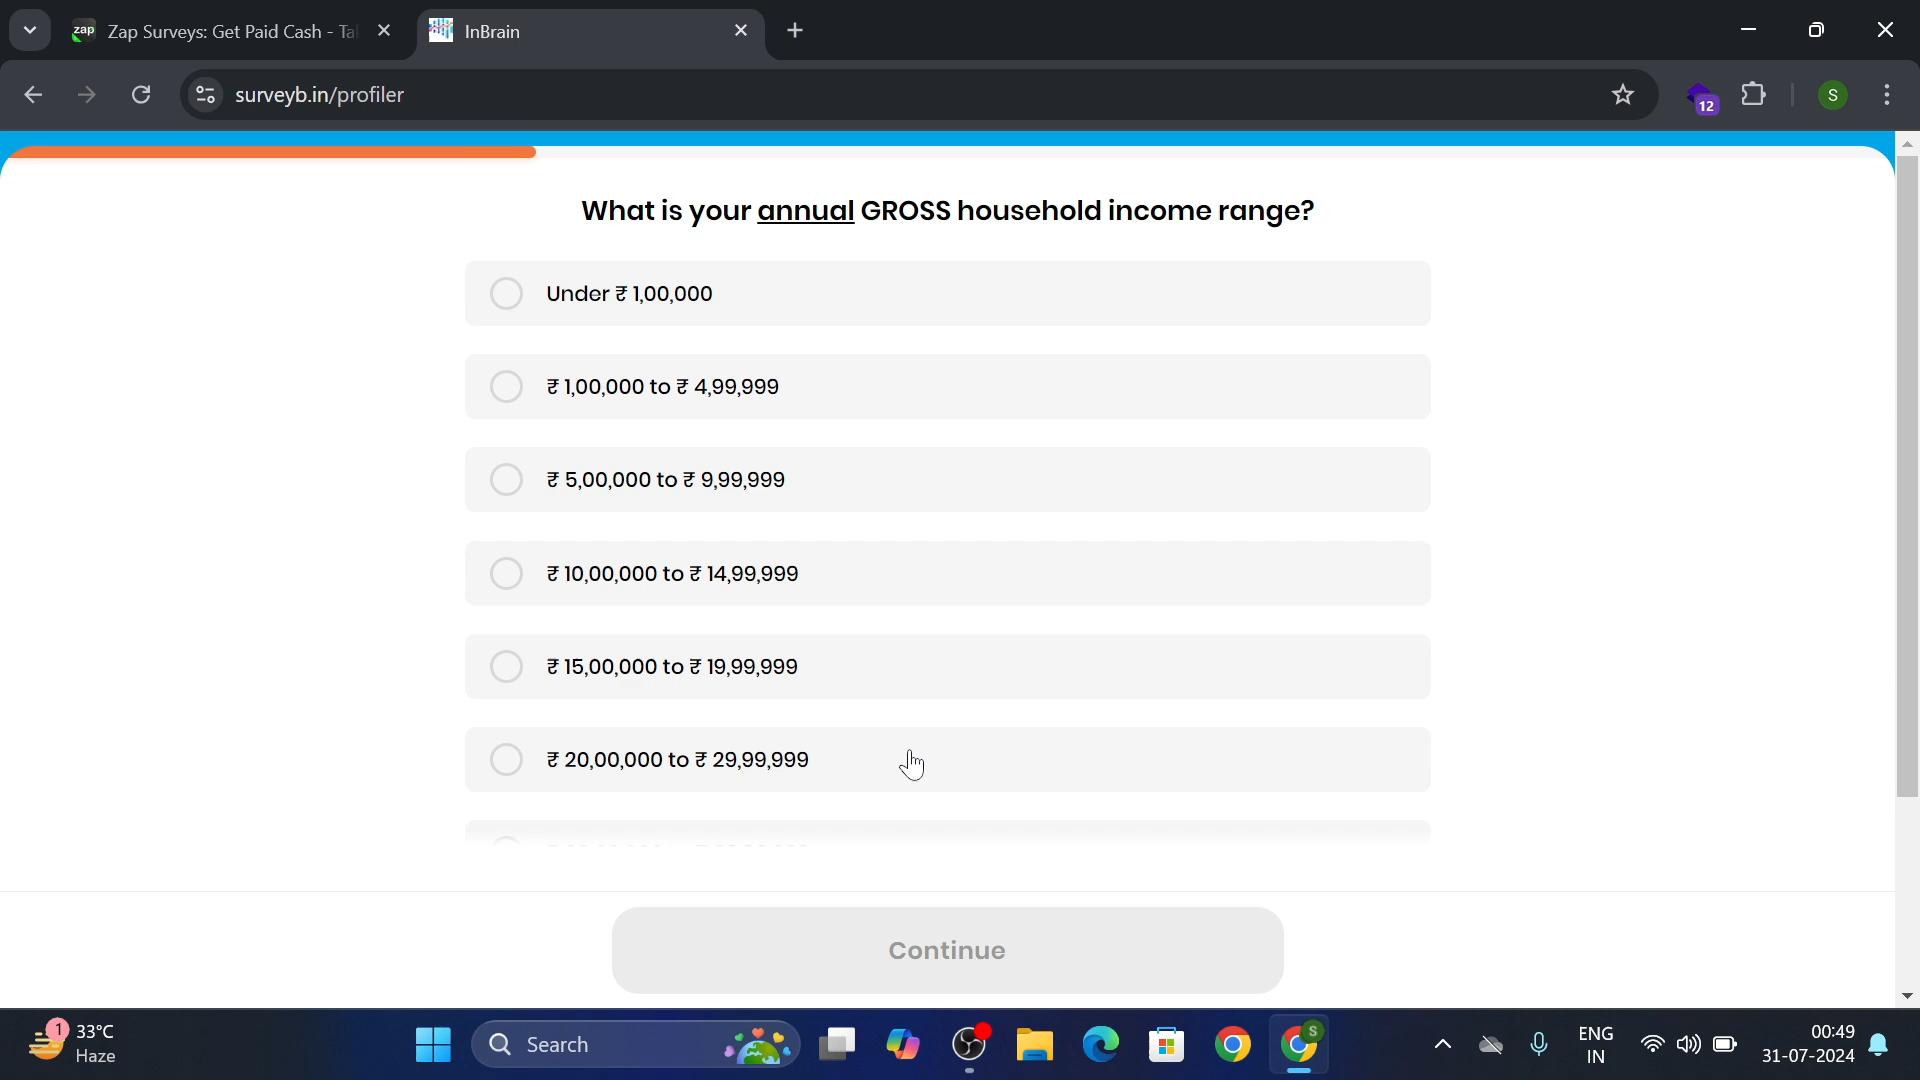 zap Zap Surveys: Get Paid Cash - Ta
InBrain
surveyb.in/profiler
12
S
What is your annual GROSS household income range?
Under ₹ 1,00,000
₹ 1,00,000 to ₹ 4,99,999
₹ 5,00,000 to ₹ 9,99,999
₹ 10,00,000 to ₹ 14,99,999
₹ 15,00,000 to ₹ 19,99,999
₹ 20,00,000 to ₹ 29,99,999
Continue
1
33°C
Haze
Search
S
ENG
IN
00:49
31-07-2024